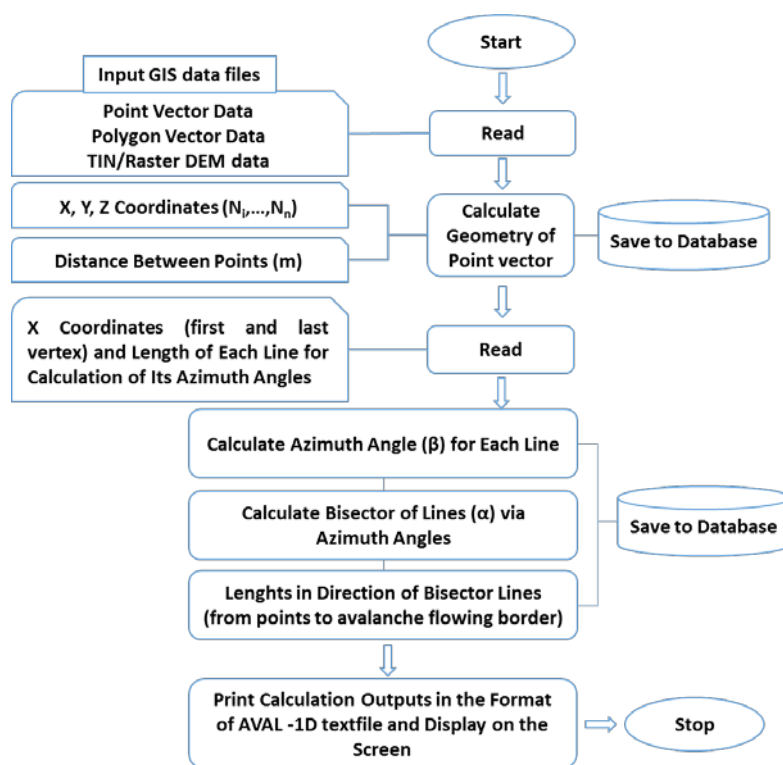 Start
Input GIS data files
Point Vector Data
Polygon Vector Data
TIN/Raster DEM data
Read
X, Y, Z Coordinates (Nᵢ,...,Nₙ)
Distance Between Points (m)
Calculate
Geometry of
Point vector
Save to Database
X Coordinates (first and last
vertex) and Length of Each Line for
Calculation of Its Azimuth Angles
Read
Calculate Azimuth Angle (β) for Each Line
Calculate Bisector of Lines (α) via
Azimuth Angles
Lenghts in Direction of Bisector Lines
(from points to avalanche flowing border)
Save to Database
Print Calculation Outputs in the Format
of AVAL -1D textfile and Display on the
Screen
Stop